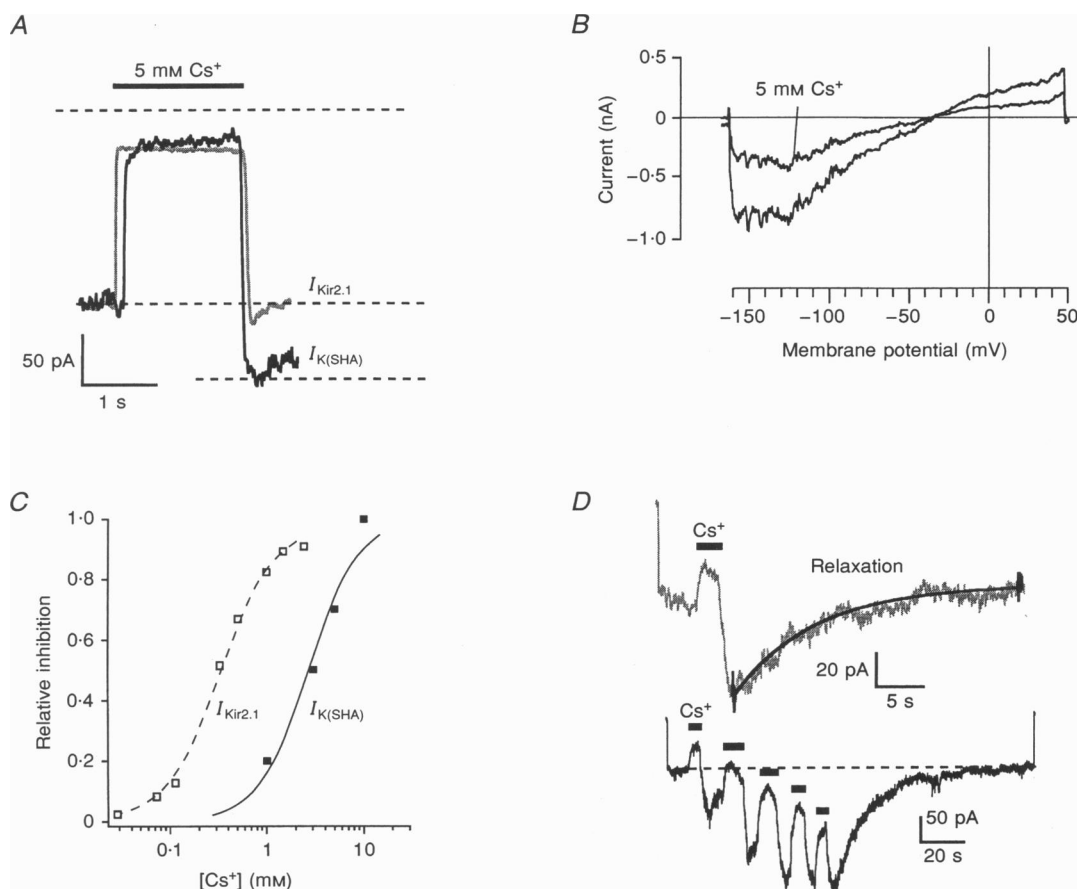 A
5 mM Cs⁺
I_Kir2.1
I_K(SHA)
50 pA
1 s
B
0·5
5 mM Cs⁺
0
−0·5
−1·0
Current (nA)
−150 −100 −50 0 50
Membrane potential (mV)
C
1·0
0·8
0·6
0·4
0·2
0
Relative inhibition
I_Kir2.1
I_K(SHA)
0·1 1 10
[Cs⁺] (mM)
D
Cs⁺
Relaxation
20 pA
5 s
Cs⁺
50 pA
20 s